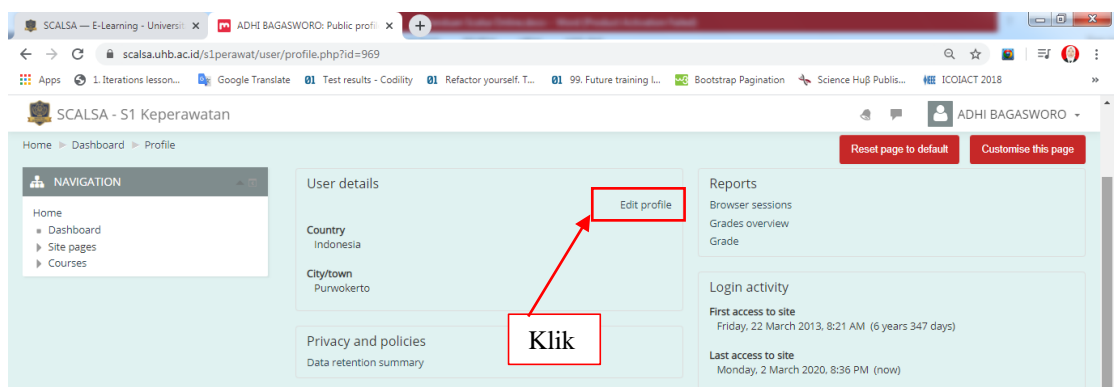 SCALSA — E-Learning - Universit
ADHI BAGASWORO: Public profil
scalsa.uhb.ac.id/s1perawat/user/profile.php?id=969
Apps
1. Iterations lesson...
Google Translate
Test results - Codility
Refactor yourself. T...
99. Future training l...
Bootstrap Pagination
Science Huβ Publis...
ICOIACT 2018
SCALSA - S1 Keperawatan
ADHI BAGASWORO
Home Dashboard Profile
Reset page to default
Customise this page
NAVIGATION
Home
Dashboard
Site pages
Courses
User details
Edit profile
Country
Indonesia
City/town
Purwokerto
Klik
Privacy and policies
Data retention summary
Reports
Browser sessions
Grades overview
Grade
Login activity
First access to site
Friday, 22 March 2013, 8:21 AM (6 years 347 days)
Last access to site
Monday, 2 March 2020, 8:36 PM (now)